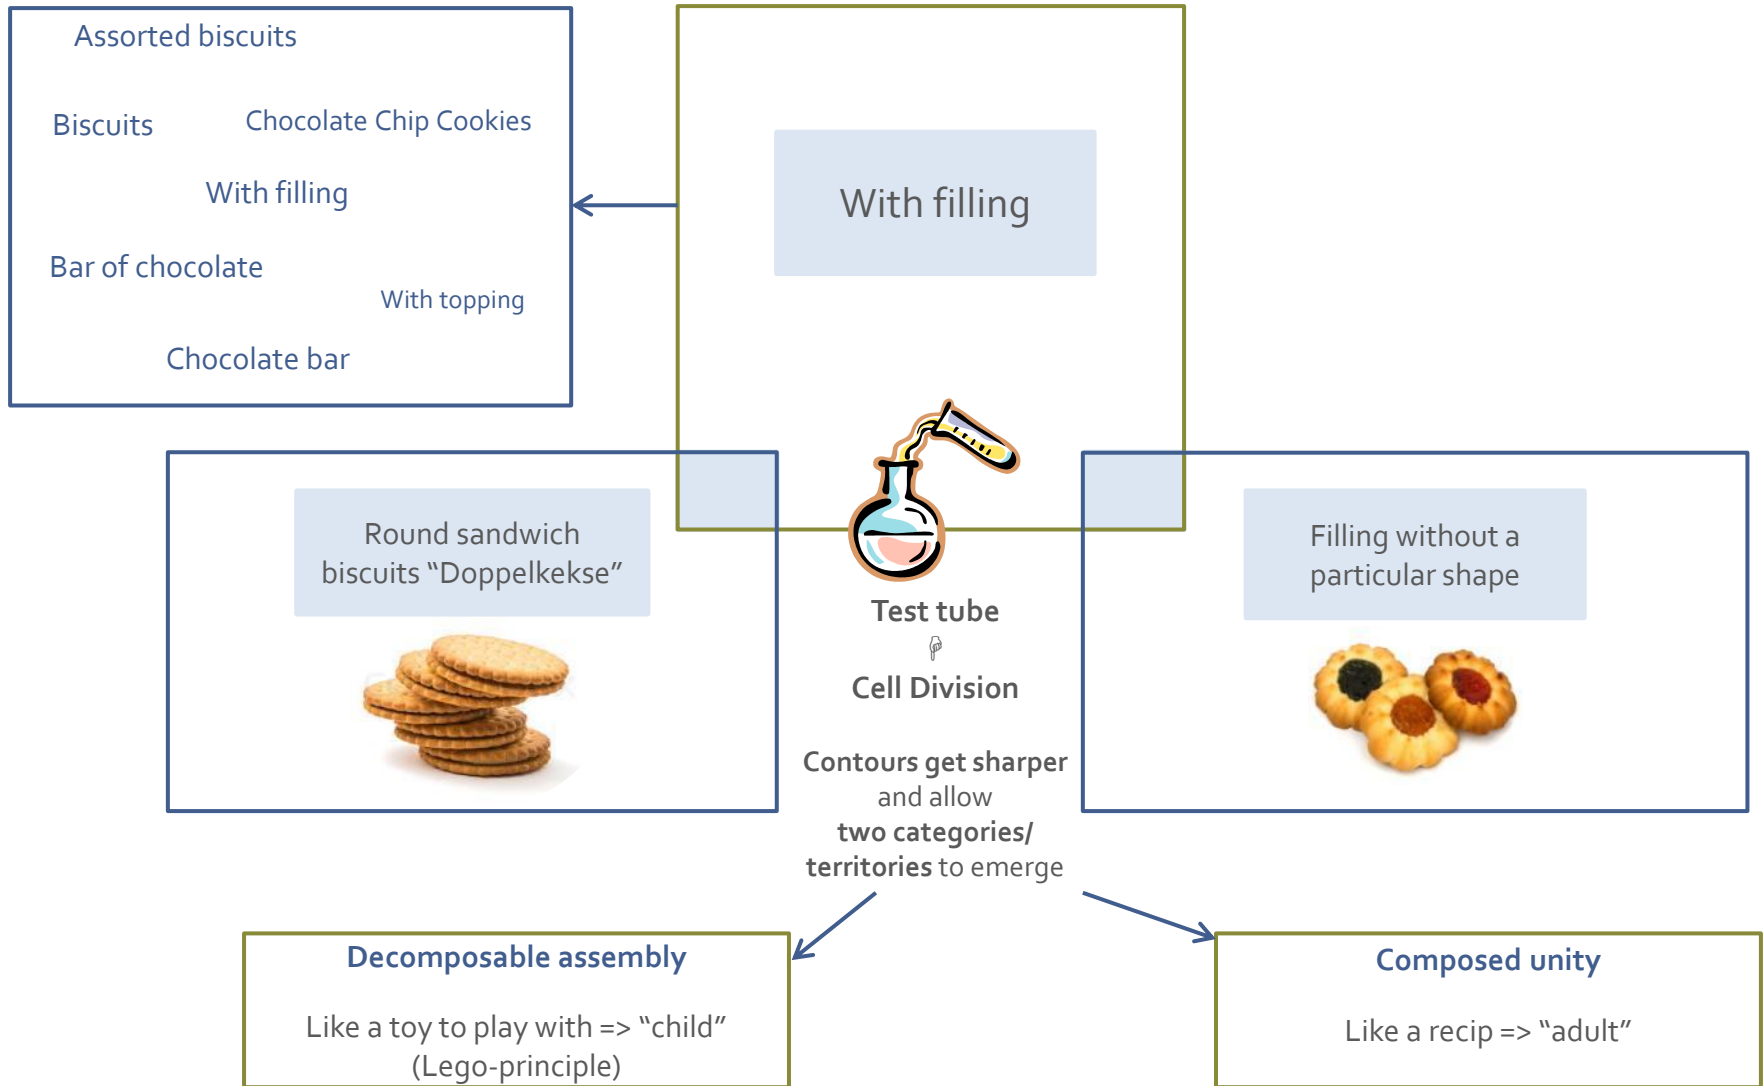 Assorted biscuits
Biscuits
Chocolate Chip Cookies
With filling
Bar of chocolate
With topping
Chocolate bar
With filling
Round sandwich
biscuits “Doppelkekse”
Filling without a
particular shape
Test tube
Cell Division
Contours get sharper
and allow
two categories/
territories to emerge
Decomposable assembly
Like a toy to play with => “child”
(Lego-principle)
Composed unity
Like a recip => “adult”